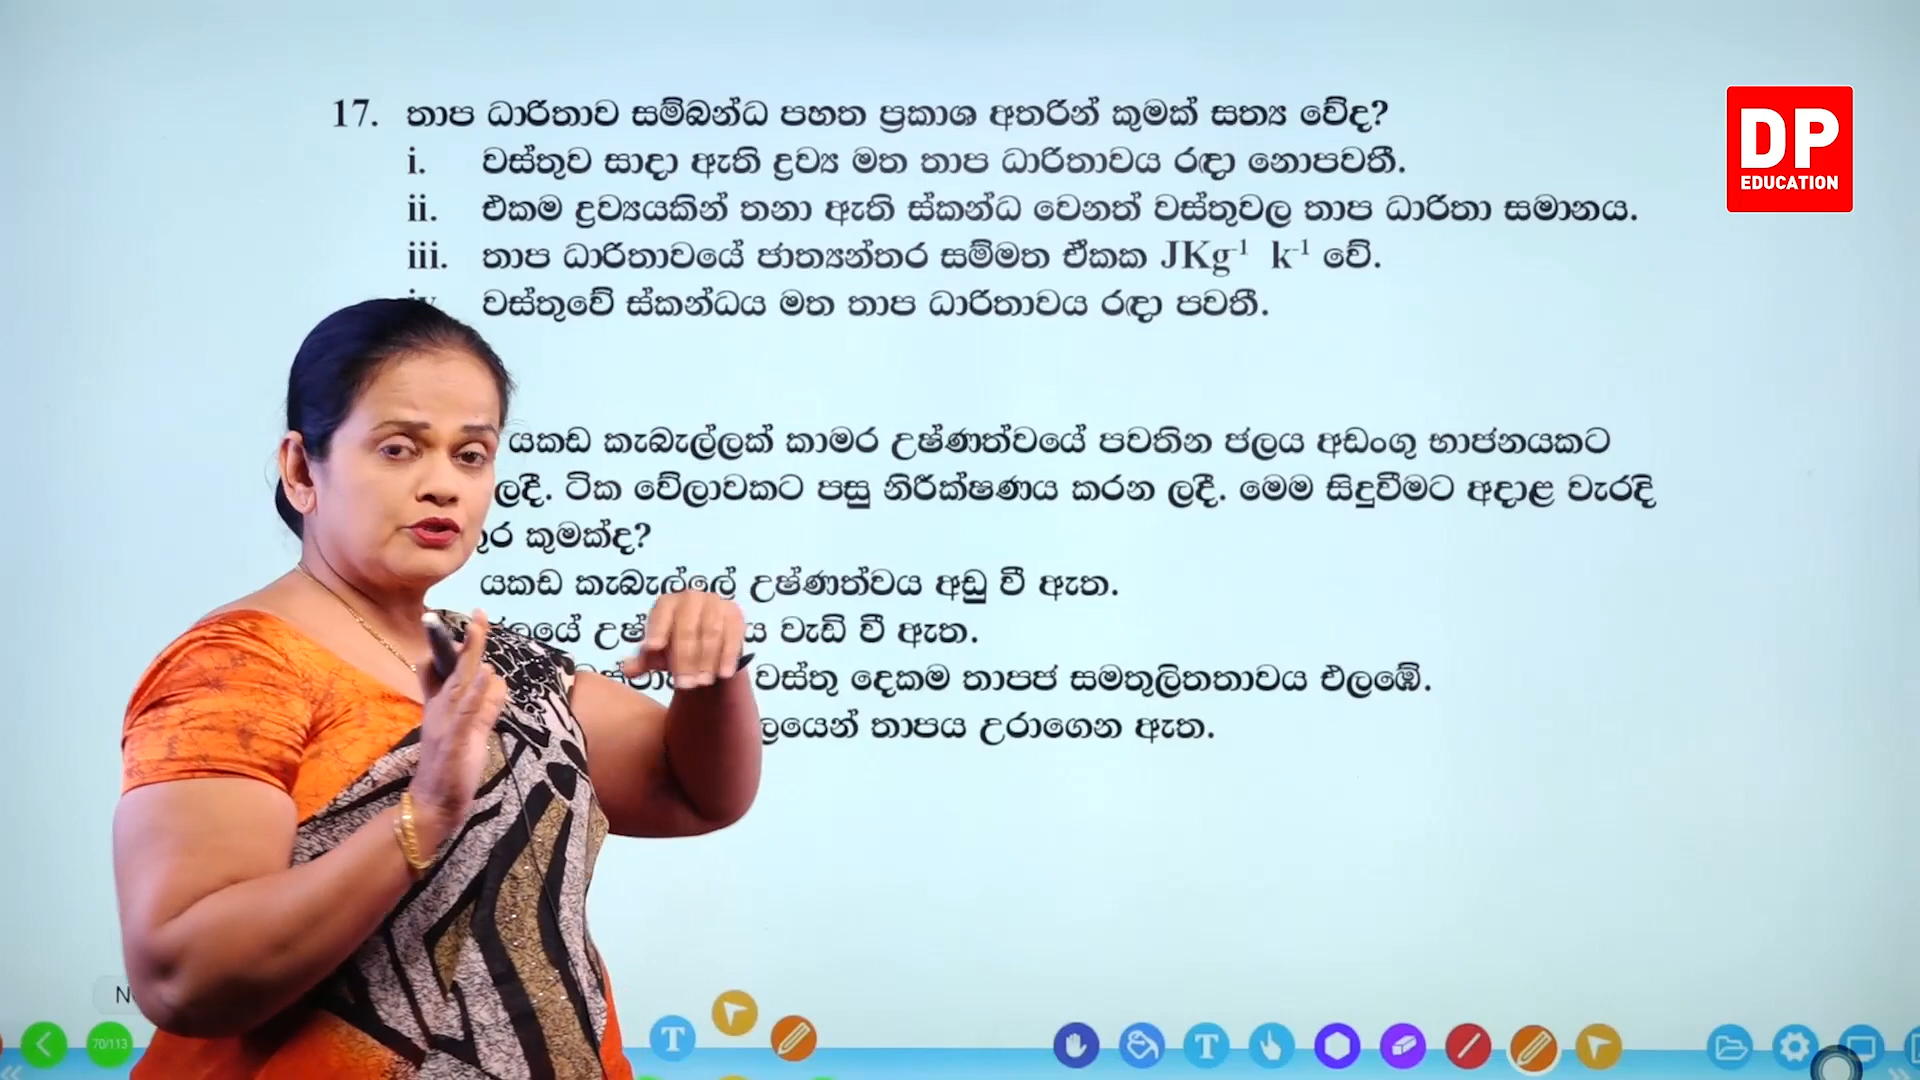 DP
EDUCATION
17. තාප ධාරිතාව සම්බන්ධ පහත ප්‍රකාශ අතරින් කුමක් සත්‍ය වේද?
i. වස්තුව සාදා ඇති ද්‍රව්‍ය මත තාප ධාරිතාවය රඳා නොපවතී.
ii. එකම ද්‍රව්‍යයකින් තනා ඇති ස්කන්ධ වෙනත් වස්තුවල තාප ධාරිතා සමානය.
iii. තාප ධාරිතාවයේ ජාත්‍යන්තර සම්මත ඒකක JKg⁻¹ k⁻¹ වේ.
වස්තුවේ ස්කන්ධය මත තාප ධාරිතාවය රඳා පවතී.
යකඩ කැබැල්ලක් කාමර උෂ්ණත්වයේ පවතින ජලය අඩංගු භාජනයකට
ලදී. ටික වේලාවකට පසු නිරීක්ෂණය කරන ලදී. මෙම සිදුවීමට අදාළ වැරදි
කුමක්ද?
යකඩ කැබැල්ලේ උෂ්ණත්වය අඩු වී ඇත.
වැඩි වී ඇත.
වස්තු දෙකම තාපජ සමතුලිතතාවය එලඹේ.
තාපය උරාගෙන ඇත.
70/113
T
T